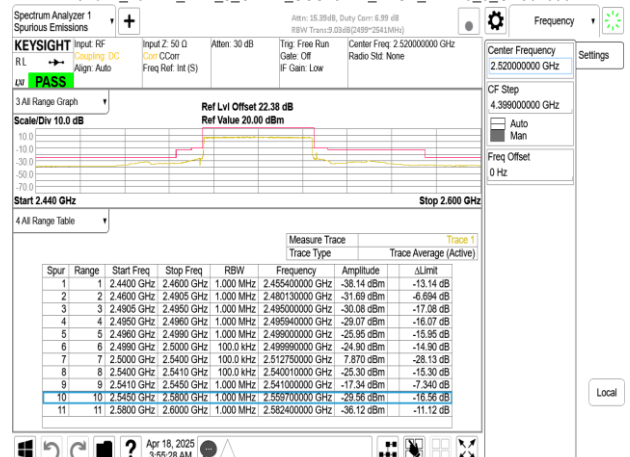 Spectrum Analyzer 1
Spurious Emissions
Attn: 15.39dB, Duty Corr: 6.99 dB
RBW Trans:9.03dB(2499~2541MHz)
Frequency
KEYSIGHT Input: RF Input Z: 50 Ω Atten: 30 dB Trig: Free Run Center Freq: 2.520000000 GHz
RL Coupling: DC Corr CCorr Gate: Off Radio Std: None
Align: Auto Freq Ref: Int (S) IF Gain: Low
LXI PASS
Center Frequency
2.520000000 GHz
Settings
CF Step
4.399000000 GHz
Auto
Man
Freq Offset
0 Hz
3 All Range Graph
Ref Lvl Offset 22.38 dB
Scale/Div 10.0 dB Ref Value 20.00 dBm
10.0
-10.0
-30.0
-50.0
-70.0
Start 2.440 GHz Stop 2.600 GHz
4 All Range Table
Measure Trace Trace 1
Trace Type Trace Average (Active)
Spur Range Start Freq Stop Freq RBW Frequency Amplitude ΔLimit
1 1 2.4400 GHz 2.4600 GHz 1.000 MHz 2.455400000 GHz -38.14 dBm -13.14 dB
2 2 2.4600 GHz 2.4905 GHz 1.000 MHz 2.480130000 GHz -31.69 dBm -6.694 dB
3 3 2.4905 GHz 2.4950 GHz 1.000 MHz 2.495000000 GHz -30.08 dBm -17.08 dB
4 4 2.4950 GHz 2.4960 GHz 1.000 MHz 2.495940000 GHz -29.07 dBm -16.07 dB
5 5 2.4960 GHz 2.4990 GHz 1.000 MHz 2.499000000 GHz -25.95 dBm -15.95 dB
6 6 2.4990 GHz 2.5000 GHz 100.0 kHz 2.499990000 GHz -24.90 dBm -14.90 dB
7 7 2.5000 GHz 2.5400 GHz 100.0 kHz 2.512750000 GHz 7.870 dBm -28.13 dB
8 8 2.5400 GHz 2.5410 GHz 100.0 kHz 2.540010000 GHz -25.30 dBm -15.30 dB
9 9 2.5410 GHz 2.5450 GHz 1.000 MHz 2.541000000 GHz -17.34 dBm -7.340 dB
10 10 2.5450 GHz 2.5800 GHz 1.000 MHz 2.559700000 GHz -29.56 dBm -16.56 dB
11 11 2.5800 GHz 2.6000 GHz 1.000 MHz 2.582400000 GHz -36.12 dBm -11.12 dB
Local
Apr 18, 2025
3:55:28 AM